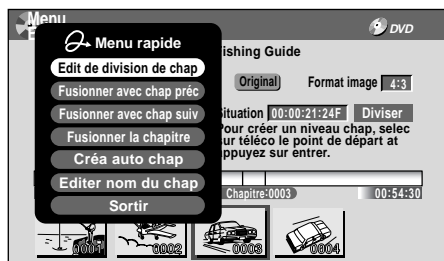 Menu
DVD
Menu rapide
Edit de division de chap
Fusionner avec chap préc
Fusionner avec chap suiv
Fusionner la chapitre
Créa auto chap
Editer nom du chap
Sortir
ishing Guide
Original Format image 4:3
ituation 00:00:21:24F Diviser
Pour créer un niveau chap, selec
sur téléco le point de départ at
appuyez sur entrer.
Chapitre:0003 00:54:30
0001 0002 0003 0004